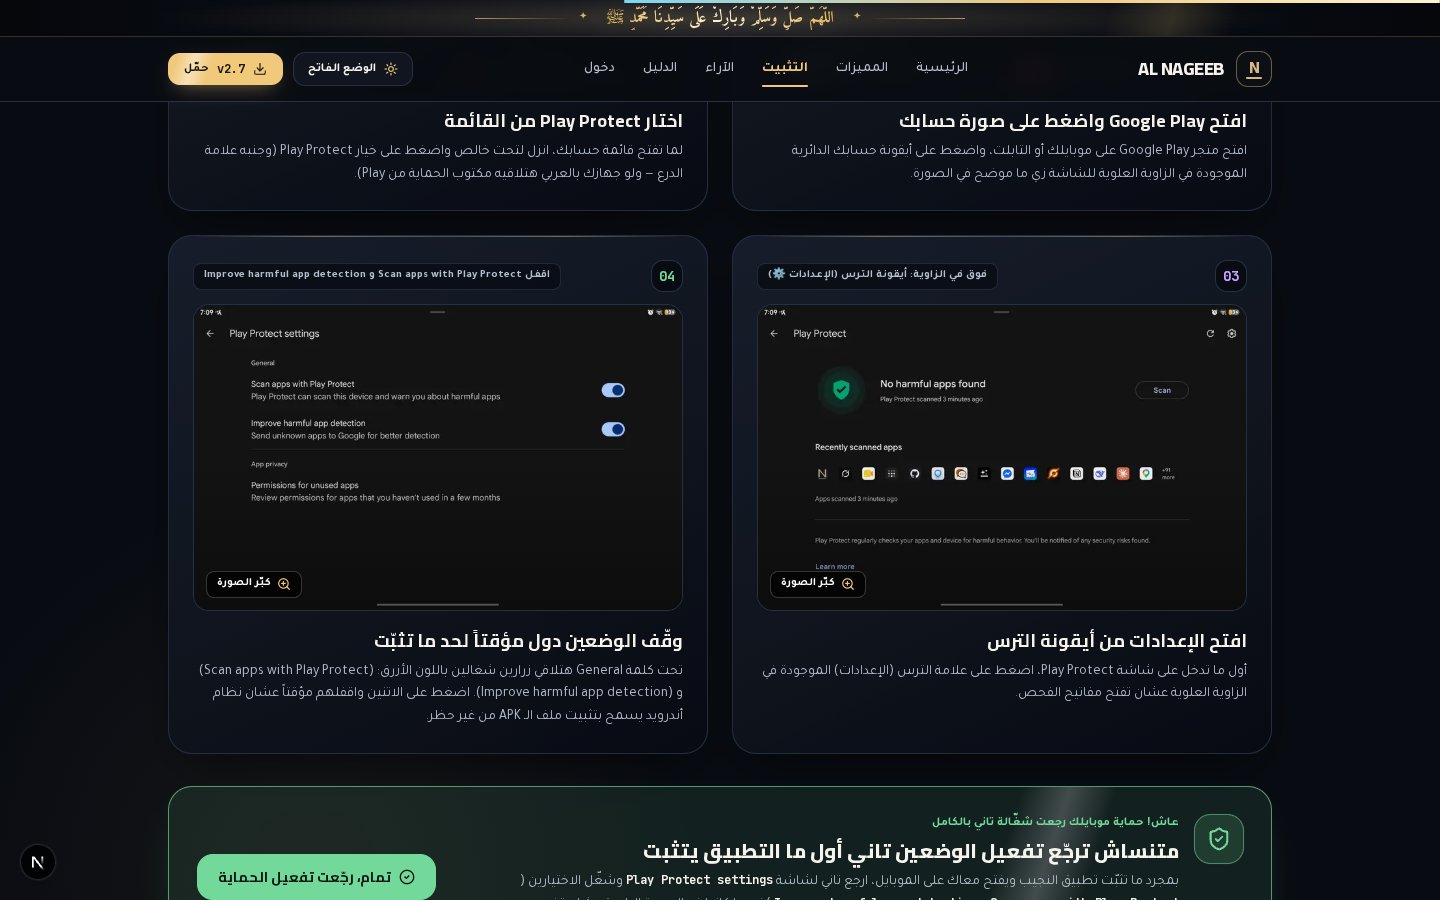 اللَّهُمَّ صَلِّ وَسَلِّمْ وَبَارِكْ عَلَى سَيِّدِنَا مُحَمَّدٍ ﷺ
N AL NAGEEB
الرئيسية المميزات التثبيت الآراء الدليل دخول
الوضع الفاتح
حمّل v2.7
افتح Google Play واضغط على صورة حسابك
افتح متجر Google Play على موبايلك أو التابلت، واضغط على أيقونة حسابك الدائرية
الموجودة في الزاوية العلوية للشاشة زي ما موضح في الصورة.
اختار Play Protect من القائمة
لما تفتح قائمة حسابك، انزل لتحت خالص واضغط على خيار Play Protect (وجنبه علامة
الدرع – ولو جهازك بالعربي هتلاقيه مكتوب الحماية من Play).
03
فوق في الزاوية: أيقونة الترس (الإعدادات ⚙️)
7:09
Play Protect
No harmful apps found
Play Protect scanned 3 minutes ago
Scan
Recently scanned apps
+91
more
Apps scanned 3 minutes ago
Play Protect regularly checks your apps and device for harmful behavior. You'll be notified of any security risks found.
Learn more
كبّر الصورة
افتح الإعدادات من أيقونة الترس
أول ما تدخل على شاشة Play Protect، اضغط على علامة الترس (الإعدادات) الموجودة في
الزاوية العلوية عشان تفتح مفاتيح الفحص.
04
اقفل Scan apps with Play Protect و Improve harmful app detection
7:09
Play Protect settings
General
Scan apps with Play Protect
Play Protect can scan this device and warn you about harmful apps
Improve harmful app detection
Send unknown apps to Google for better detection
App privacy
Permissions for unused apps
Review permissions for apps that you haven't used in a few months
كبّر الصورة
وقّف الوضعين دول مؤقتاً لحد ما تثبّت
تحت كلمة General هتلاقي زرارين شغالين باللون الأزرق: (Scan apps with Play Protect)
و (Improve harmful app detection). اضغط على الاتنين واقفلهم مؤقتاً عشان نظام
أندرويد يسمح بتثبيت ملف الـ APK من غير حظر.
عاش! حماية موبايلك رجعت شغّالة تاني بالكامل
متنساش ترجّع تفعيل الوضعين تاني أول ما التطبيق يتثبت
بمجرد ما تثبّت تطبيق النجيب ويفتح معاك على الموبايل، ارجع تاني لشاشة Play Protect settings وشغّل الاختيارين (
تمام، رجّعت تفعيل الحماية
N